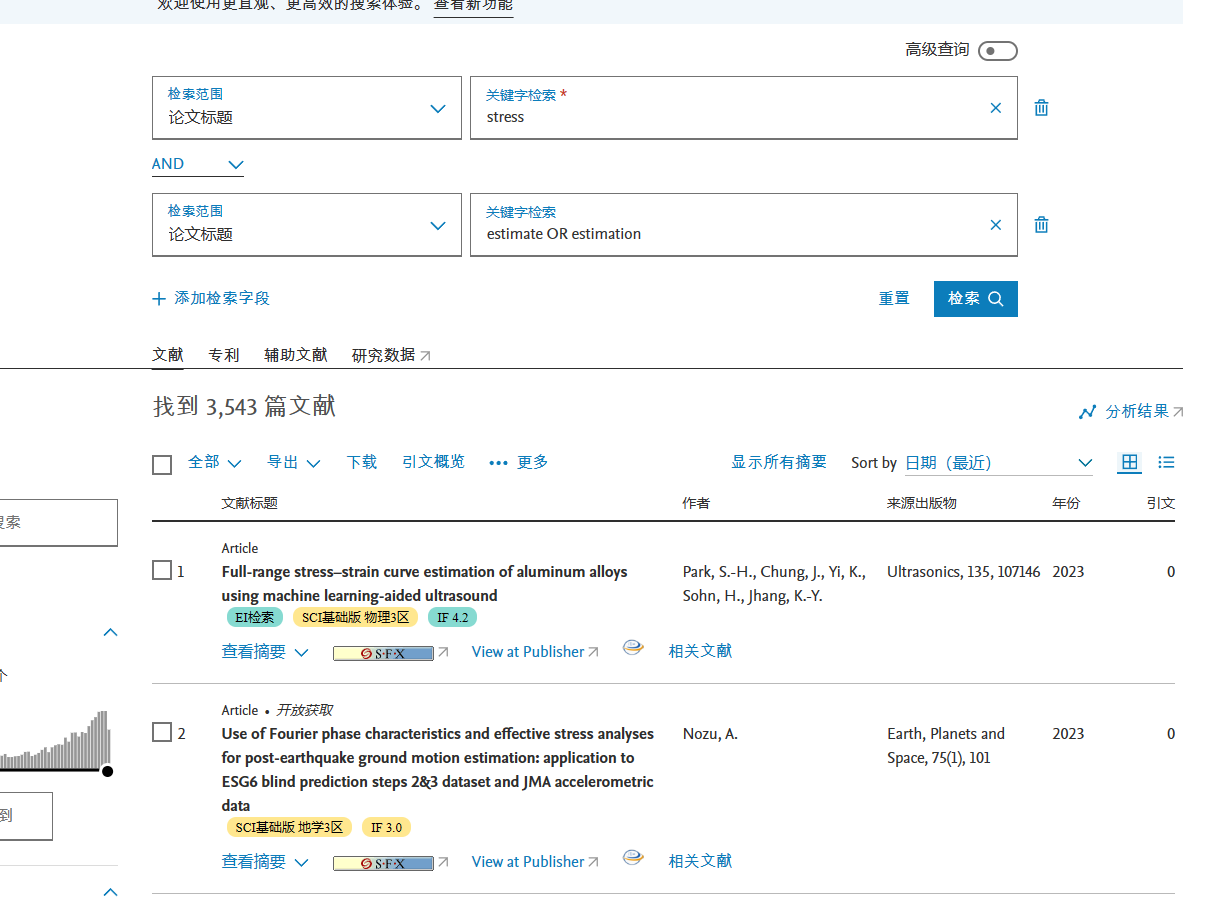 欢迎使用更直观、更高效的搜索体验。 查看新功能
高级查询
检索范围
论文标题
关键字检索 *
stress
AND
检索范围
论文标题
关键字检索
estimate OR estimation
添加检索字段
重置
检索
文献 专利 辅助文献 研究数据
找到 3,543 篇文献
分析结果
全部 导出 下载 引文概览 ••• 更多 显示所有摘要 Sort by 日期（最近）
文献标题 作者 来源出版物 年份 引文
搜索
个
到
Article
1 Full-range stress–strain curve estimation of aluminum alloys Park, S.-H., Chung, J., Yi, K., Ultrasonics, 135, 107146 2023 0
using machine learning-aided ultrasound Sohn, H., Jhang, K.-Y.
EI检索 SCI基础版 物理3区 IF 4.2
查看摘要 S·F·X View at Publisher 相关文献
Article • 开放获取
2 Use of Fourier phase characteristics and effective stress analyses Nozu, A. Earth, Planets and 2023 0
for post-earthquake ground motion estimation: application to Space, 75(1), 101
ESG6 blind prediction steps 2&3 dataset and JMA accelerometric
data
SCI基础版 地学3区 IF 3.0
查看摘要 S·F·X View at Publisher 相关文献